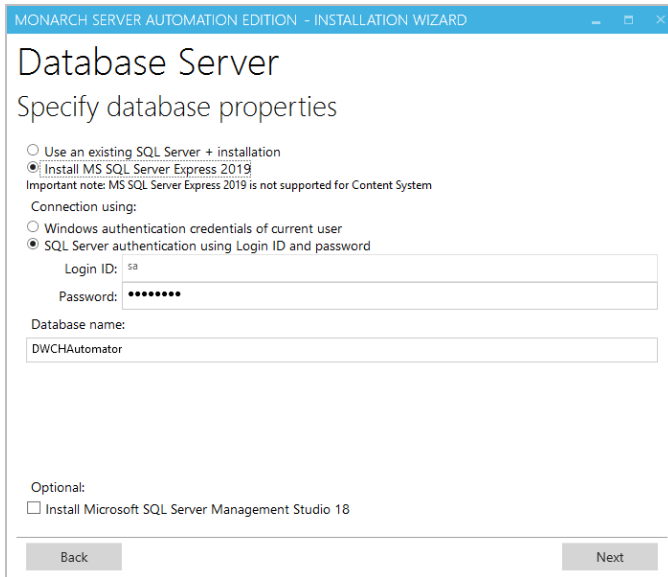 MONARCH SERVER AUTOMATION EDITION - INSTALLATION WIZARD
Database Server
Specify database properties
Use an existing SQL Server + installation
Install MS SQL Server Express 2019
Important note: MS SQL Server Express 2019 is not supported for Content System
Connection using:
Windows authentication credentials of current user
SQL Server authentication using Login ID and password
Login ID: sa
Password: ••••••••
Database name:
DWCHAutomator
Optional:
Install Microsoft SQL Server Management Studio 18
Back Next